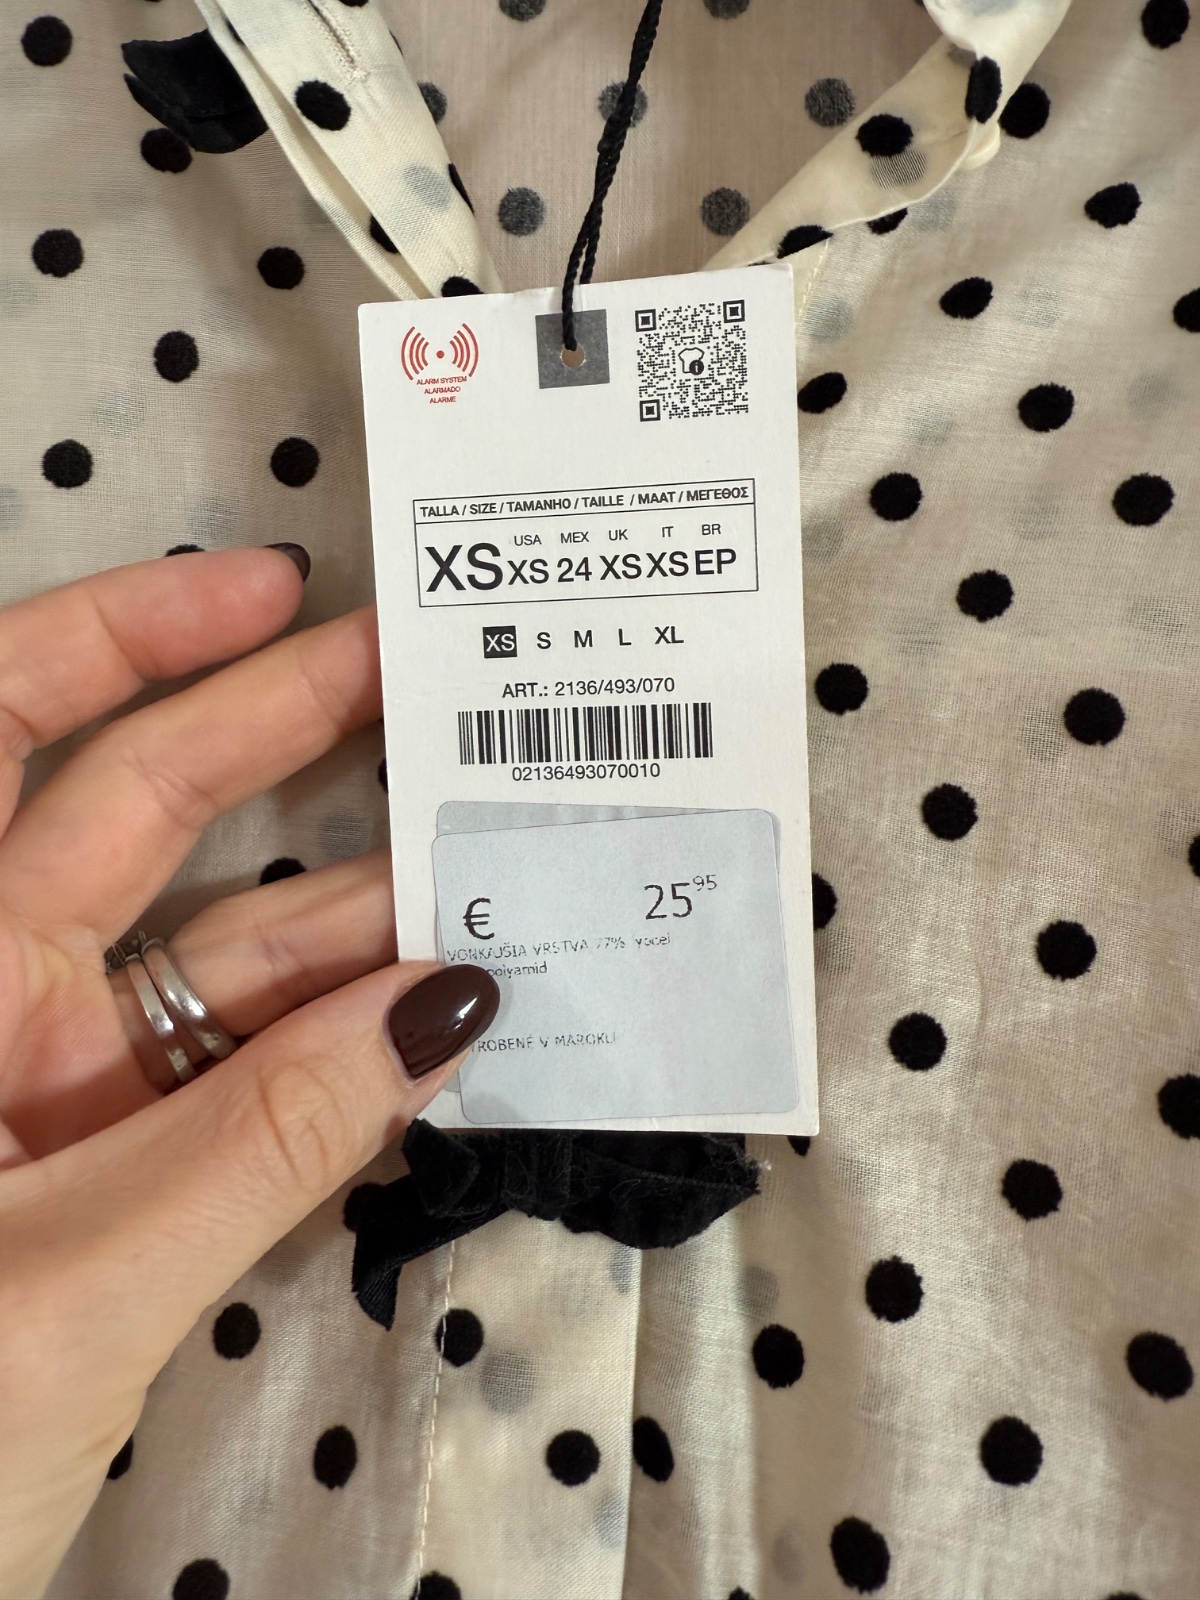 ALARM SYSTEM
ALARMADO
ALARME
TALLA / SIZE / TAMANHO / TAILLE / MAAT / ΜΕΓΕΘΟΣ
USA MEX UK IT BR
XS XS 24 XS XS EP
XS S M L XL
ART.: 2136/493/070
02136493070010
€ 25 95
VONKAJŠIA VRSTVA 77% lyocel
polyamid
VYROBENÉ V MAROKU